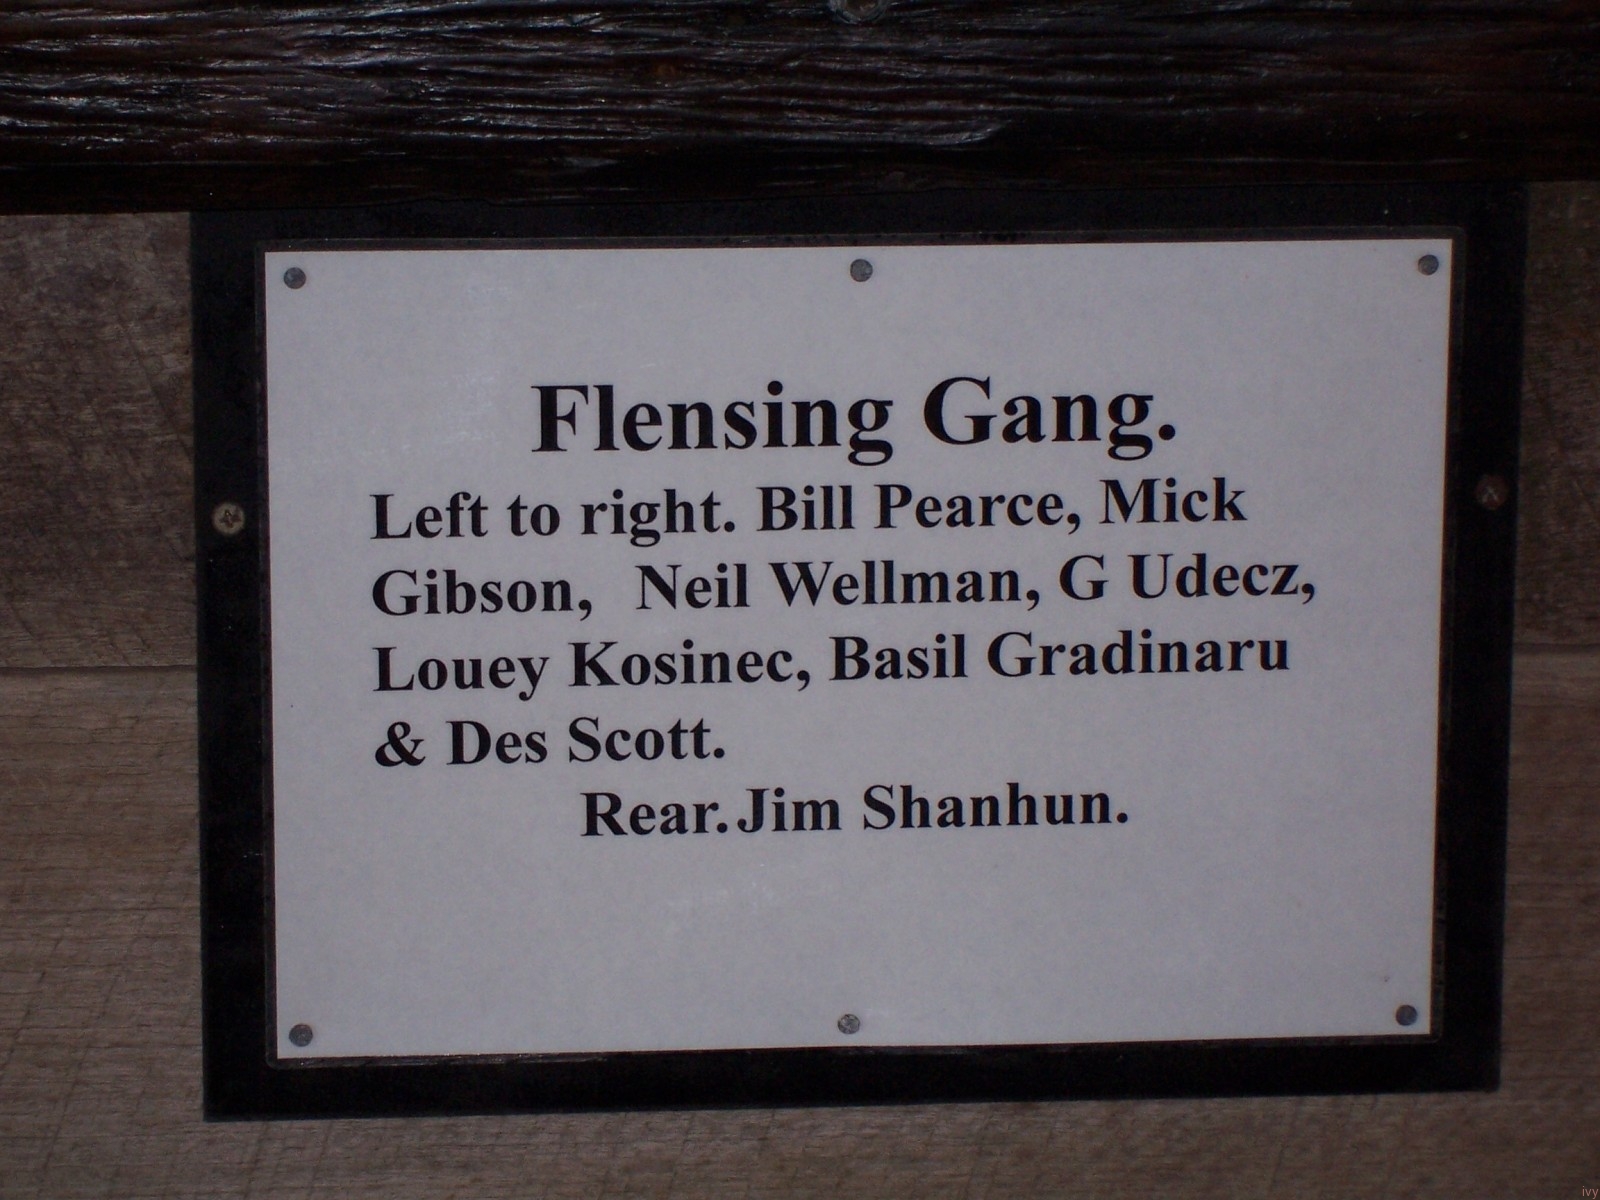 Flensing Gang.
Left to right. Bill Pearce, Mick
Gibson, Neil Wellman, G Udecz,
Louey Kosinec, Basil Gradinaru
& Des Scott.
Rear. Jim Shanhun.
ivy